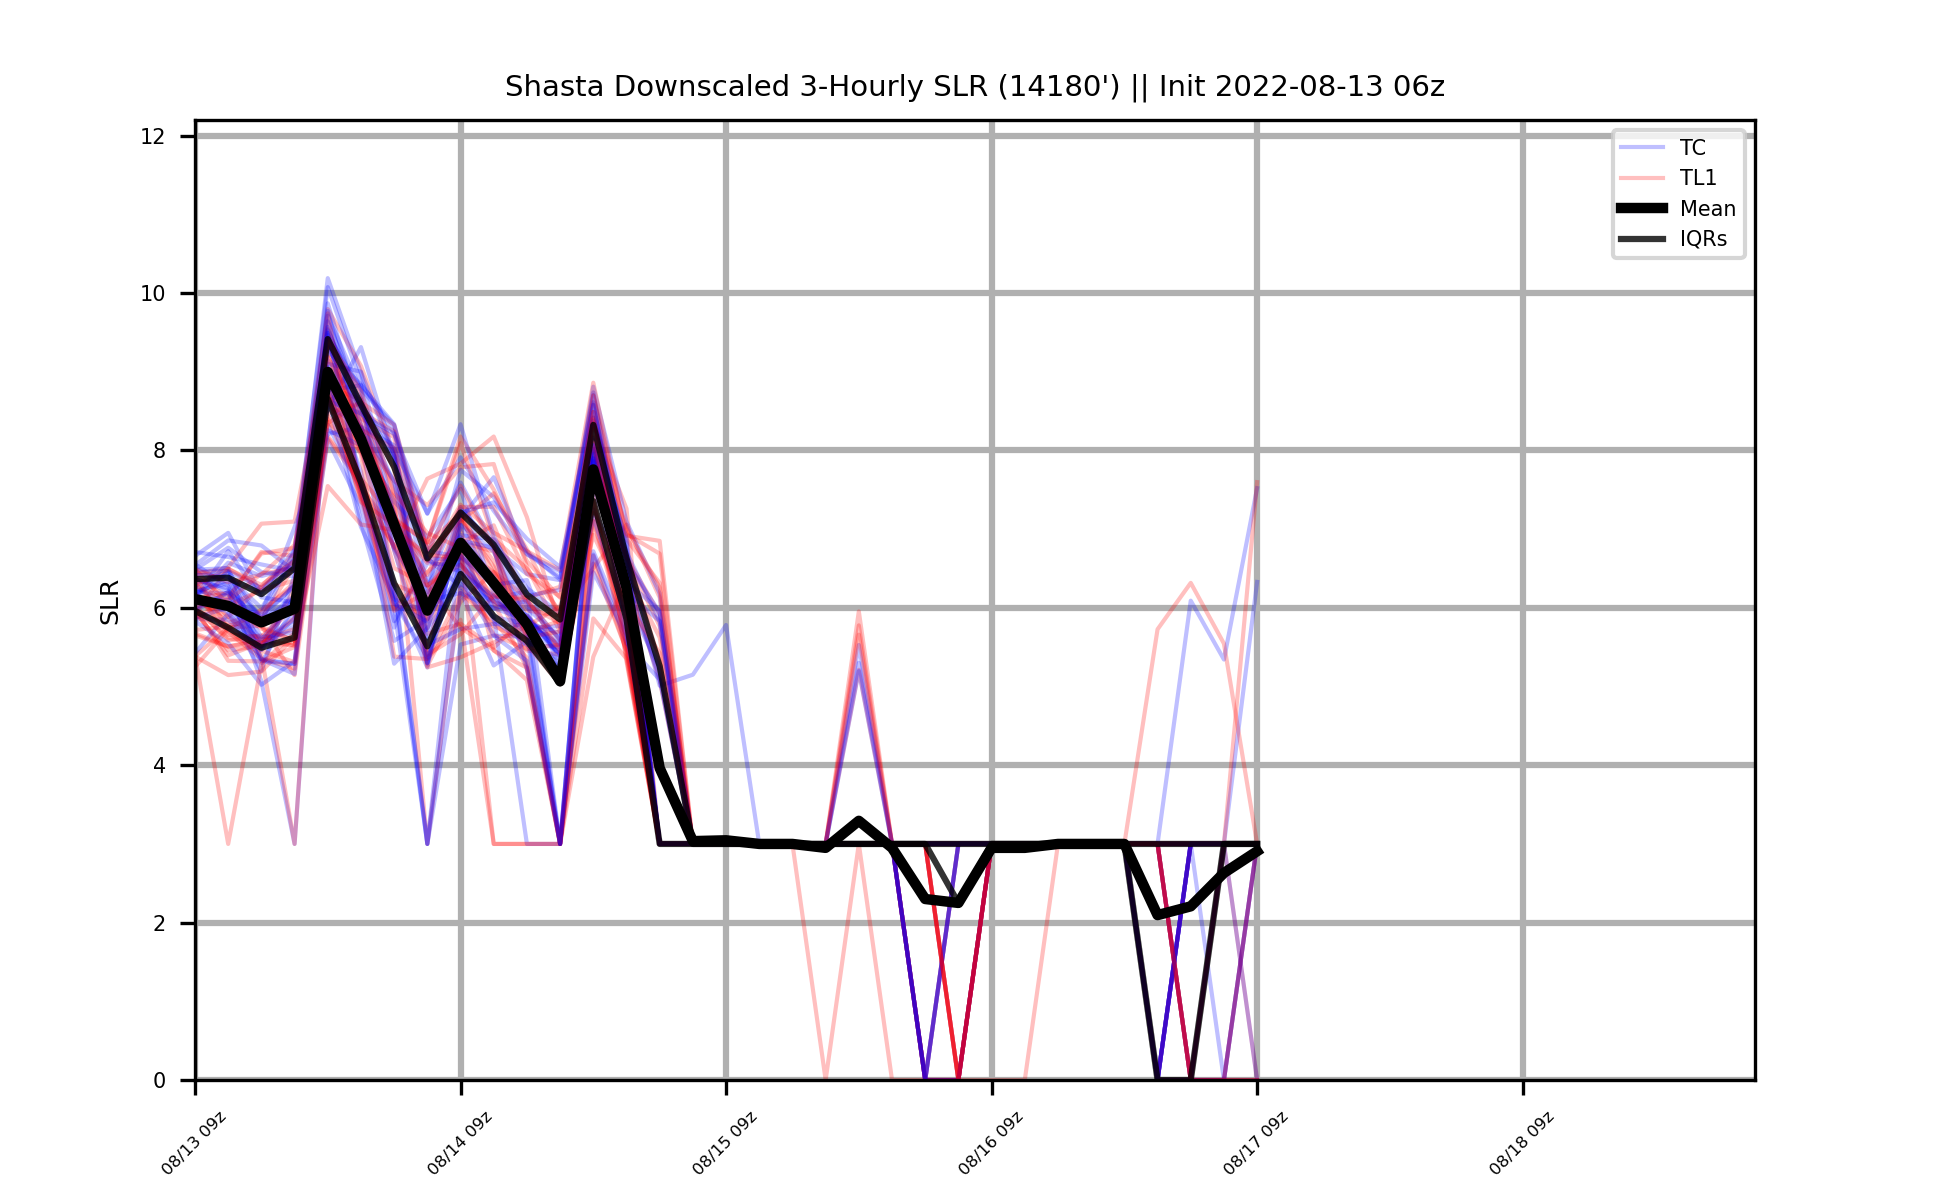 Shasta Downscaled 3-Hourly SLR (14180') || Init 2022-08-13 06z
12
10
8
6
4
2
0
SLR
TC
TL1
Mean
IQRs
08/13 09z
08/14 09z
08/15 09z
08/16 09z
08/17 09z
08/18 09z